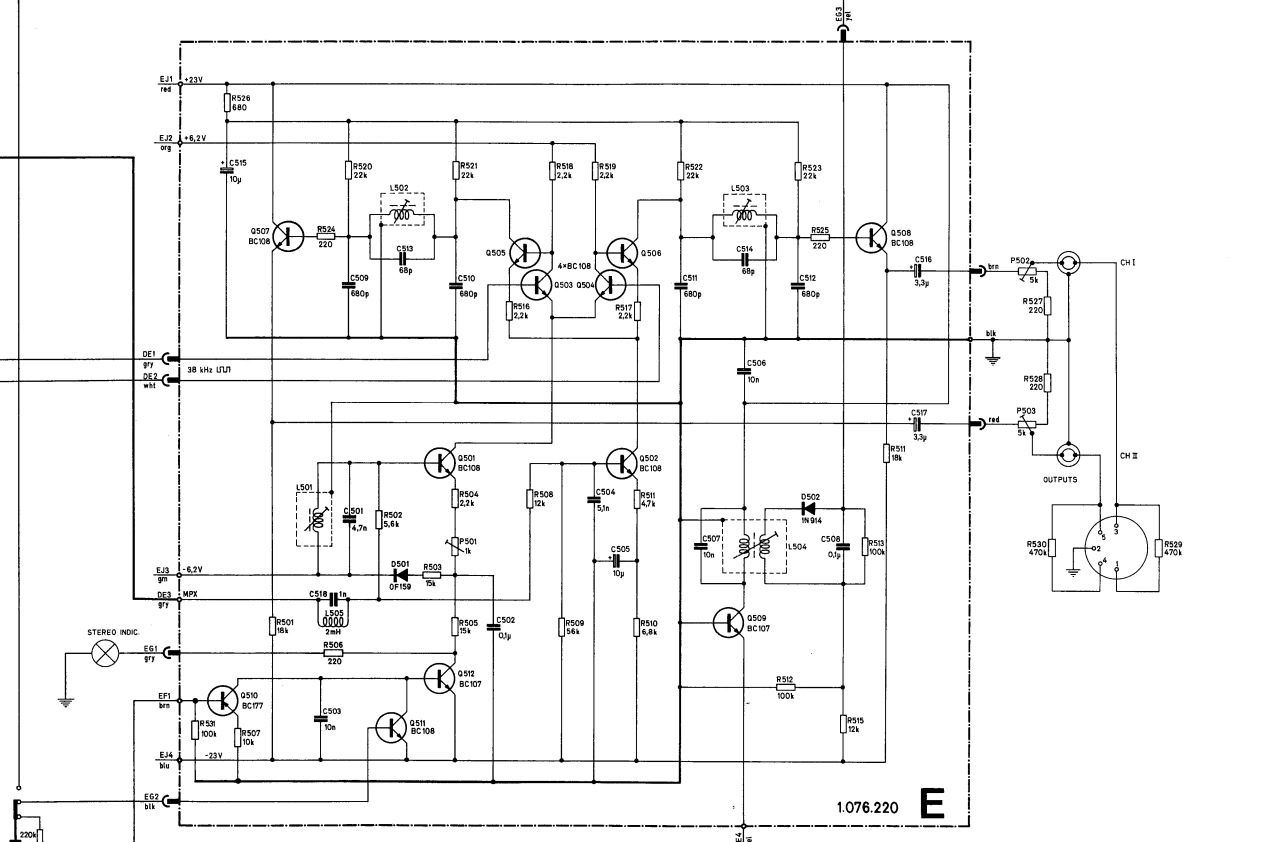 EG3
yel
EJ1
red
+23V
R526
680
EJ2
org
+6,2V
C515
+
10µ
R520
22k
R521
22k
R518
2,2k
R519
2,2k
R522
22k
R523
22k
L502
L503
Q507
BC108
R524
220
C513
68p
Q505
4×BC108
Q506
C514
68p
R525
220
Q508
BC108
C509
680p
C510
680p
Q503
Q504
C511
680p
C512
680p
R516
2,2k
R517
2,2k
C516
+
3,3µ
brn
P502
5k
CH I
R527
220
blk
DE1
gry
DE2
wht
38 kHz
C506
10n
R528
220
C517
+
3,3µ
red
P503
5k
CH II
OUTPUTS
Q501
BC108
Q502
BC108
R511
18k
L501
C501
4,7n
R502
5,6k
R504
2,2k
R508
12k
C504
5,1n
R511
4,7k
D502
1N914
P501
1k
C505
+
10µ
C507
10n
L504
C508
0,1µ
R513
100k
R530
470k
5
3
2
4
1
R529
470k
EJ3
grn
-6,2V
D501
OF159
R503
15k
DE3
gry
MPX
C518
1n
L505
2mH
R501
18k
R505
15k
C502
0,1µ
R509
56k
R510
6,8k
Q509
BC107
STEREO INDIC.
EG1
gry
R506
220
Q512
BC107
EF1
brn
Q510
BC177
R512
100k
R531
100k
R507
10k
C503
10n
Q511
BC108
R515
12k
EJ4
blu
-23V
EG2
blk
1.076.220 E
220k
E4